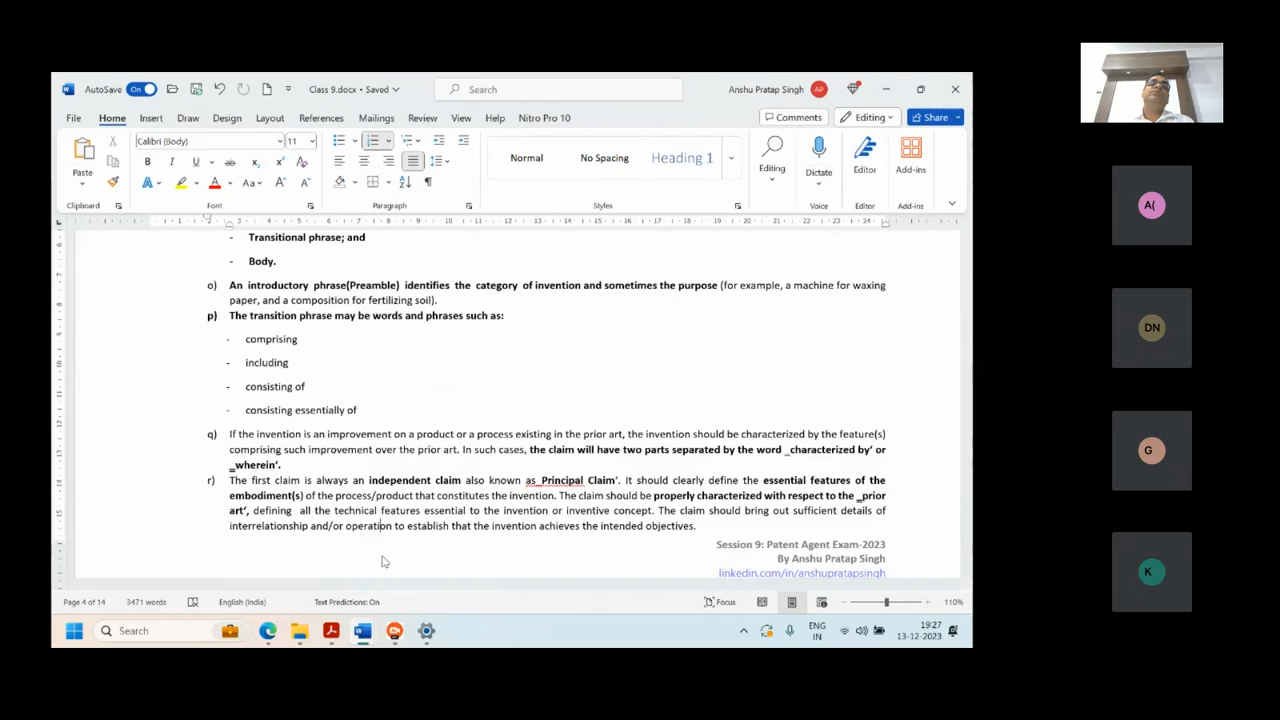 AutoSave On Class 9.docx • Saved Search Anshu Pratap Singh AP
File Home Insert Draw Design Layout References Mailings Review View Help Nitro Pro 10 Comments Editing Share
Calibri (Body) 11
Paste B I U ab x₂ x² A Normal No Spacing Heading 1 Editing Dictate Editor Add-ins
Clipboard Font Paragraph Styles Voice Editor Add-ins
- Transitional phrase; and
- Body.
o) An introductory phrase(Preamble) identifies the category of invention and sometimes the purpose (for example, a machine for waxing
paper, and a composition for fertilizing soil).
p) The transition phrase may be words and phrases such as:
- comprising
- including
- consisting of
- consisting essentially of
q) If the invention is an improvement on a product or a process existing in the prior art, the invention should be characterized by the feature(s)
comprising such improvement over the prior art. In such cases, the claim will have two parts separated by the word _characterized by‘ or
_wherein‘.
r) The first claim is always an independent claim also known as_Principal Claim‘. It should clearly define the essential features of the
embodiment(s) of the process/product that constitutes the invention. The claim should be properly characterized with respect to the _prior
art‘, defining all the technical features essential to the invention or inventive concept. The claim should bring out sufficient details of
interrelationship and/or operation to establish that the invention achieves the intended objectives.
Session 9: Patent Agent Exam-2023
By Anshu Pratap Singh
linkedin.com/in/anshupratapsingh
Page 4 of 14 3471 words English (India) Text Predictions: On Focus 110%
Search ENG IN 19:27 13-12-2023
A(
DN
G
K